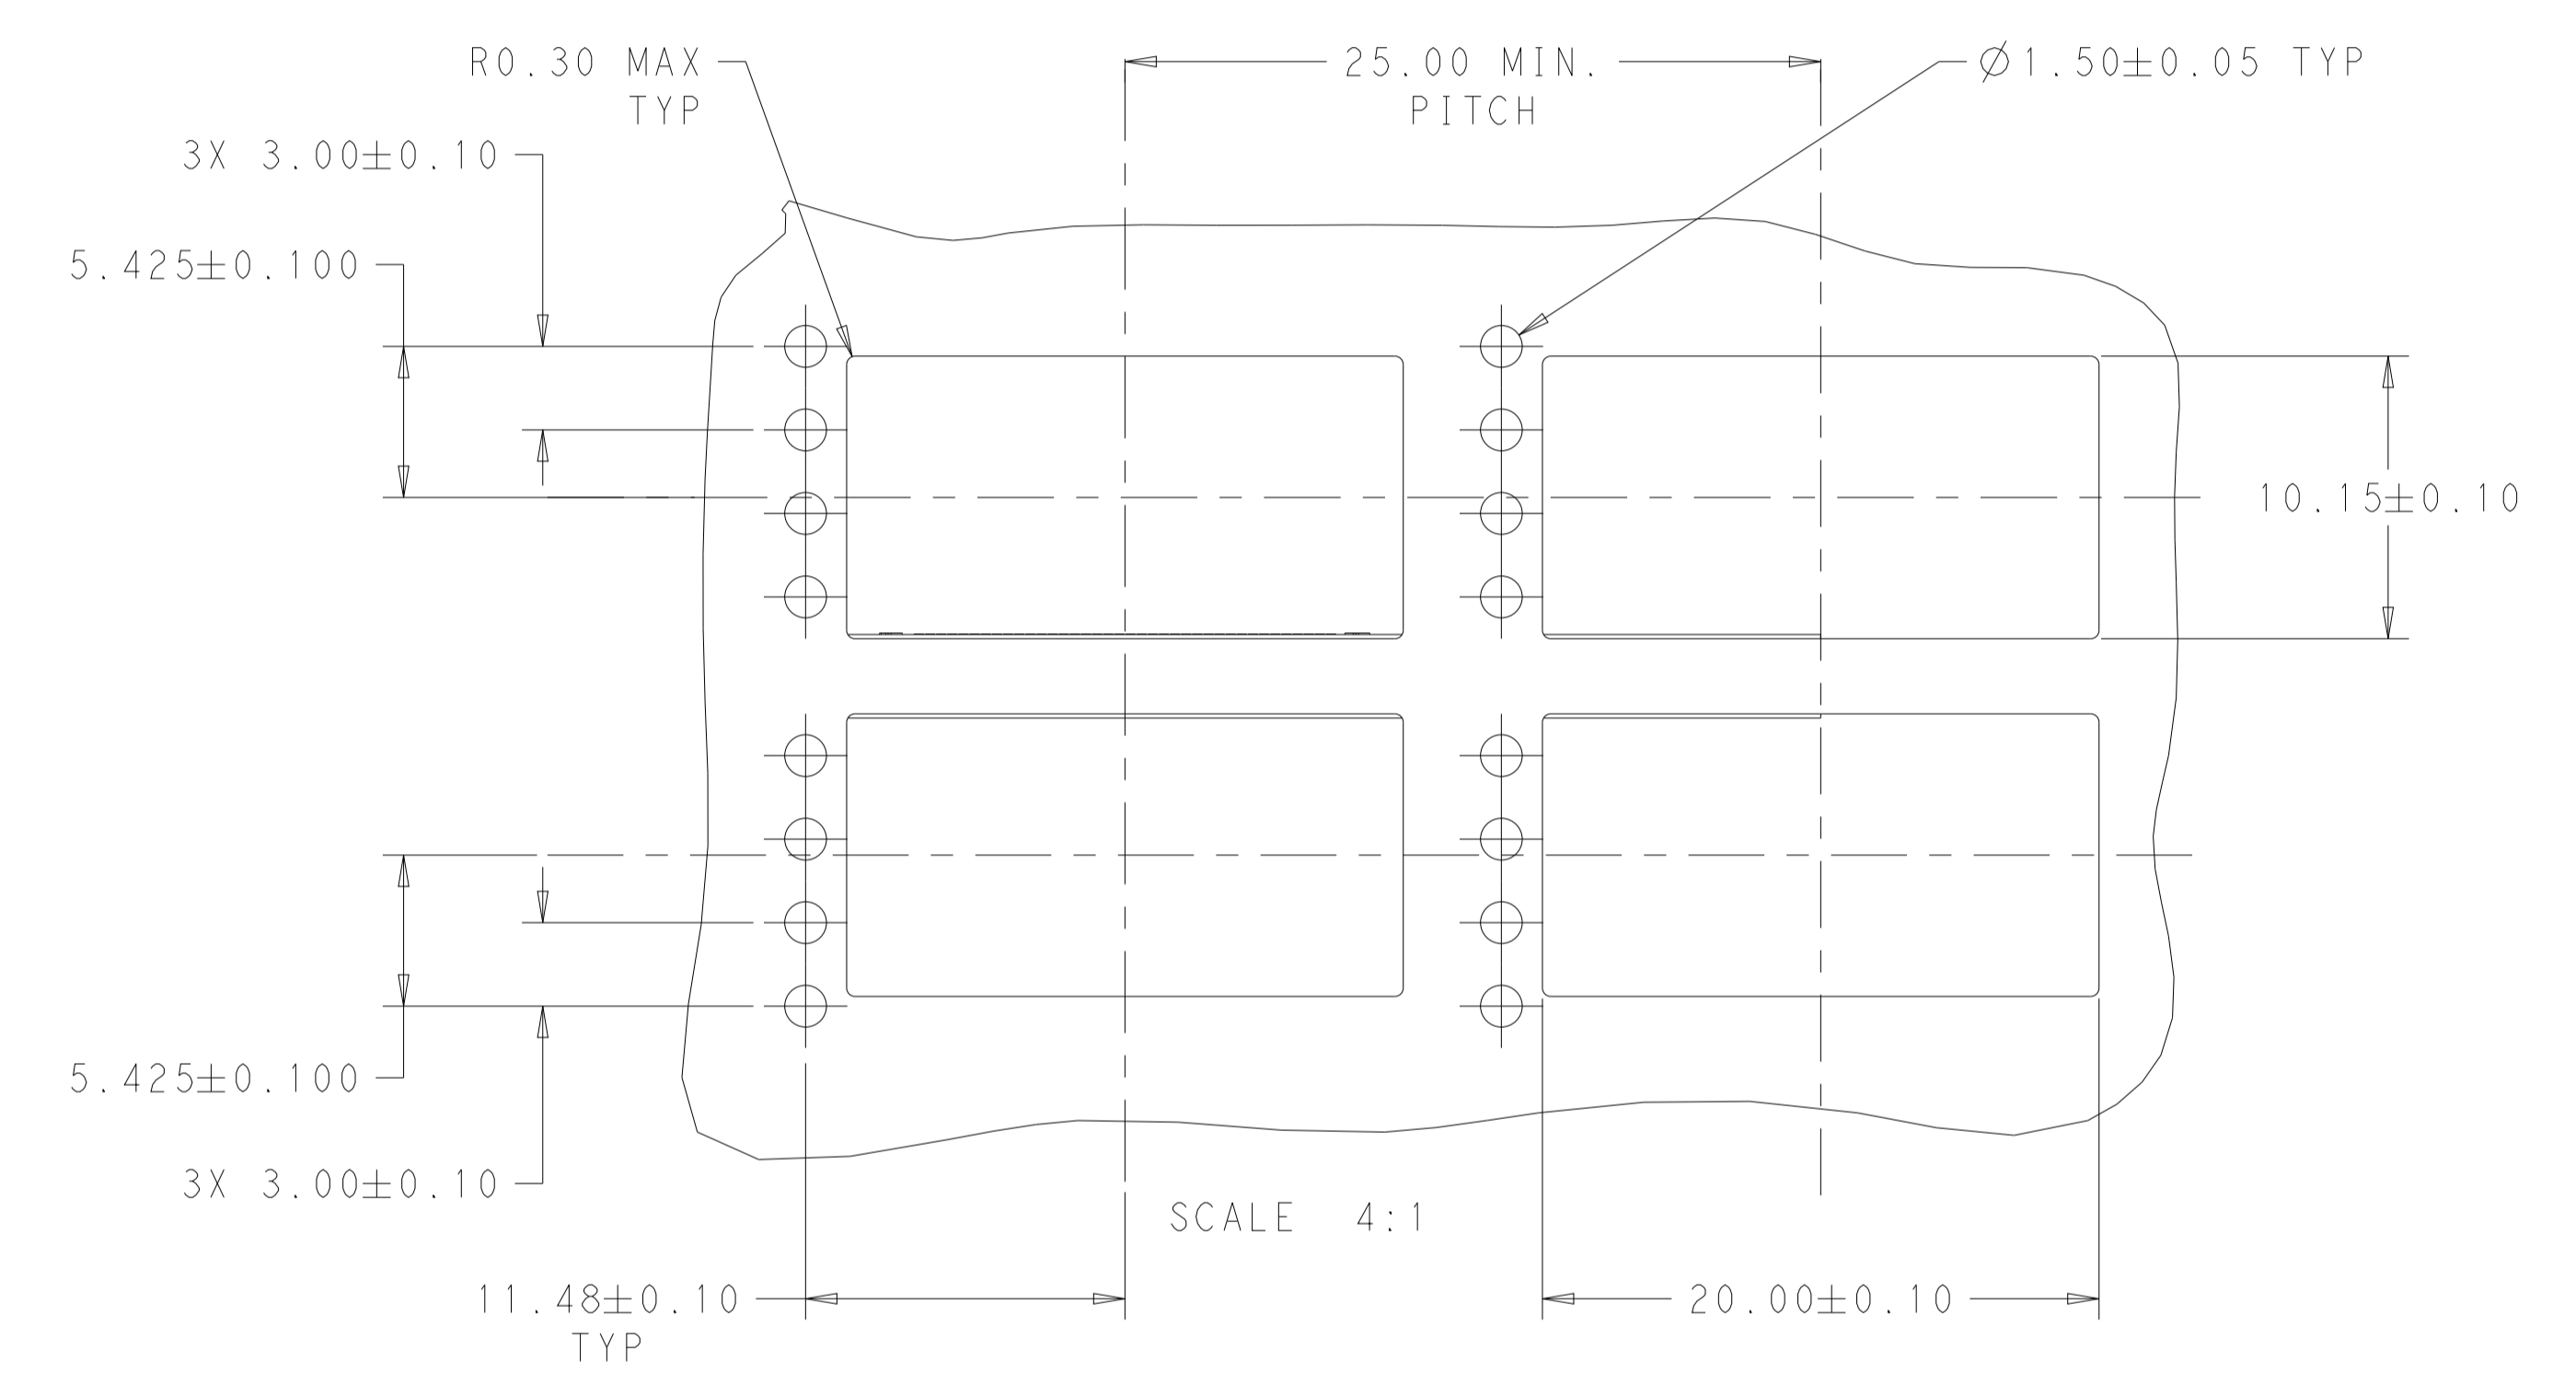 R0.30 MAX
TYP
25.00 MIN.
PITCH
Ø1.50±0.05 TYP
3X 3.00±0.10
5.425±0.100
10.15±0.10
5.425±0.100
3X 3.00±0.10
SCALE 4:1
11.48±0.10
TYP
20.00±0.10